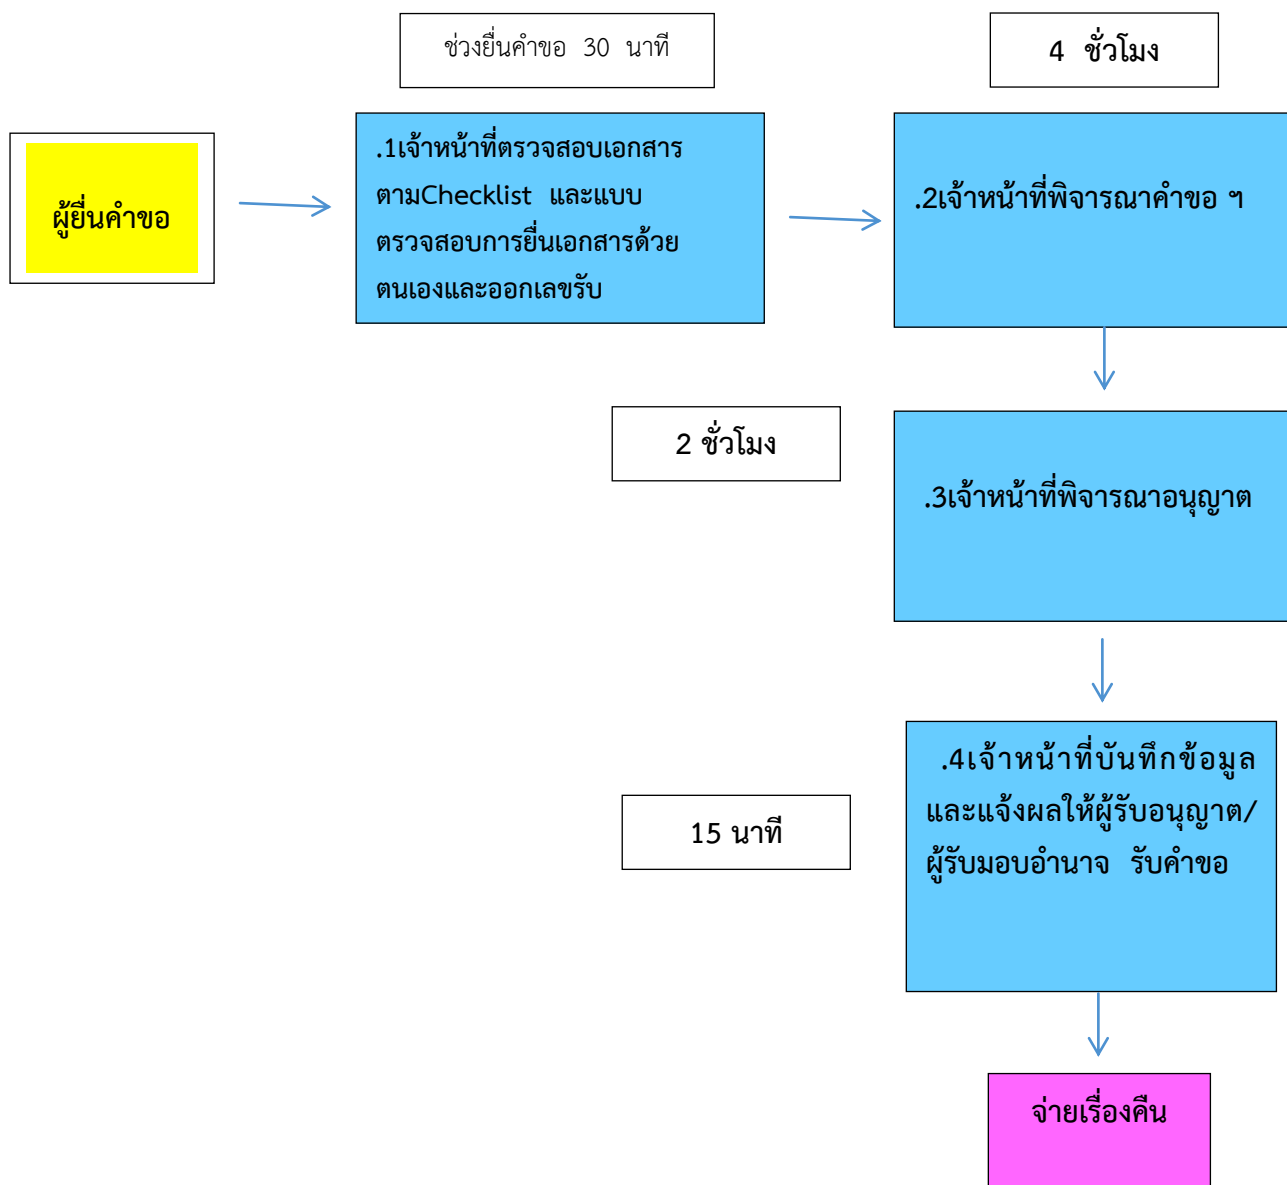 ช่วงยื่นคำขอ 30 นาที
4 ชั่วโมง
ผู้ยื่นคำขอ
.1เจ้าหน้าที่ตรวจสอบเอกสาร
ตามChecklist และแบบ
ตรวจสอบการยื่นเอกสารด้วย
ตนเองและออกเลขรับ
.2เจ้าหน้าที่พิจารณาคำขอ ฯ
2 ชั่วโมง
.3เจ้าหน้าที่พิจารณาอนุญาต
.4เจ้าหน้าที่บันทึกข้อมูล
และแจ้งผลให้ผู้รับอนุญาต/
ผู้รับมอบอำนาจ รับคำขอ
15 นาที
จ่ายเรื่องคืน